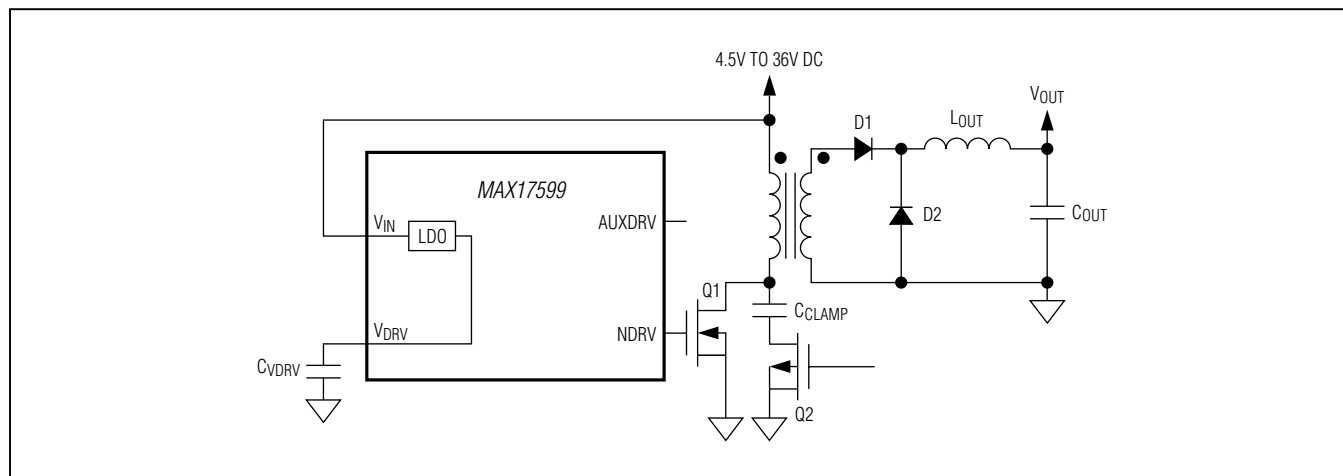 4.5V TO 36V DC
VOUT
D1
LOUT
MAX17599
VIN
LDO
AUXDRV
D2
COUT
Q1
CCLAMP
VDRV
NDRV
CVDRV
Q2